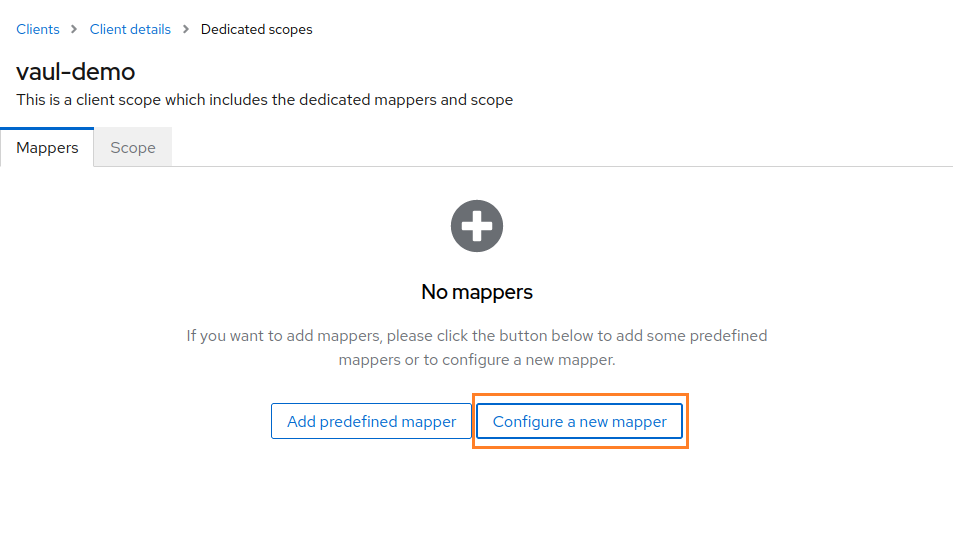 Clients > Client details > Dedicated scopes
vaul-demo
This is a client scope which includes the dedicated mappers and scope
Mappers Scope
No mappers
If you want to add mappers, please click the button below to add some predefined
mappers or to configure a new mapper.
Add predefined mapper Configure a new mapper